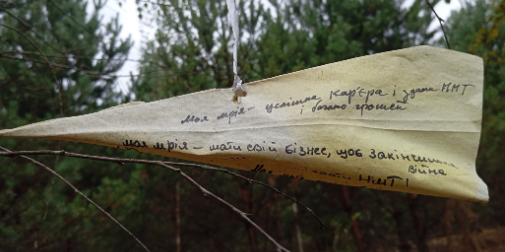 Моя мрія - успішна кар'єра і здати НМТ
і багато грошей
моя мрія - мати свій бізнес, щоб закінчилась
війна
НМТ!